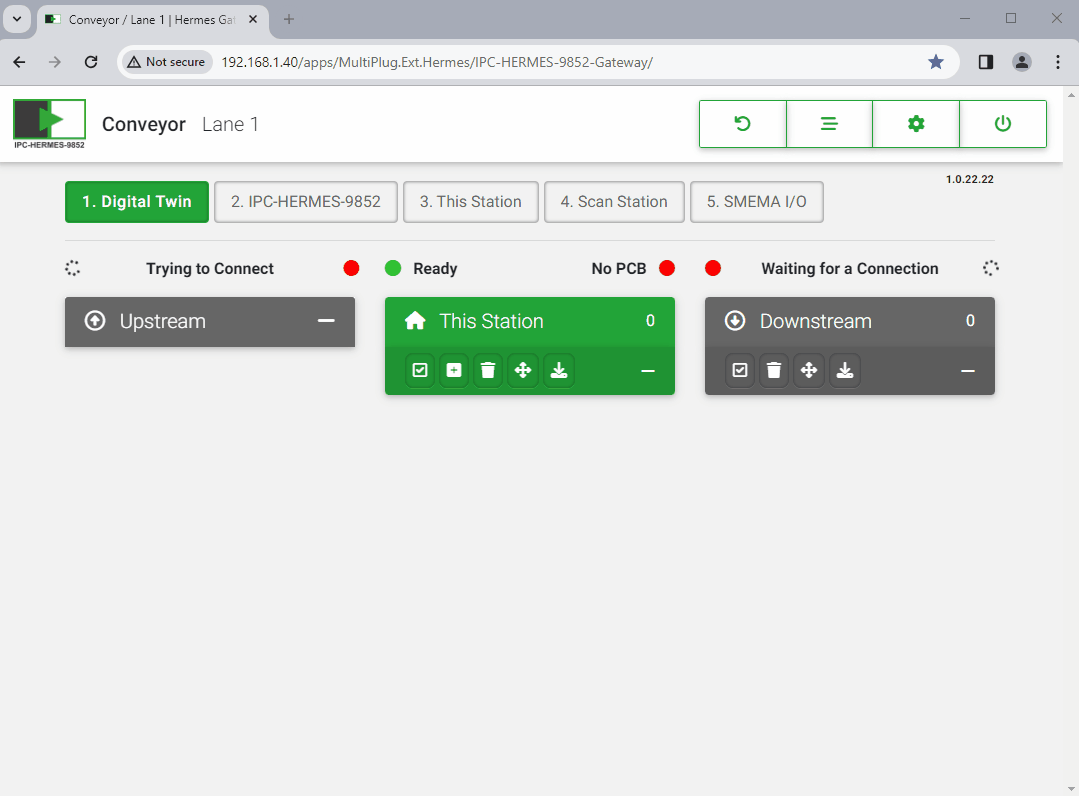 Conveyor / Lane 1 | Hermes Gat
Not secure 192.168.1.40/apps/MultiPlug.Ext.Hermes/IPC-HERMES-9852-Gateway/
IPC-HERMES-9852
Conveyor Lane 1
1.0.22.22
1. Digital Twin 2. IPC-HERMES-9852 3. This Station 4. Scan Station 5. SMEMA I/O
Trying to Connect Ready No PCB Waiting for a Connection
Upstream This Station 0 Downstream 0